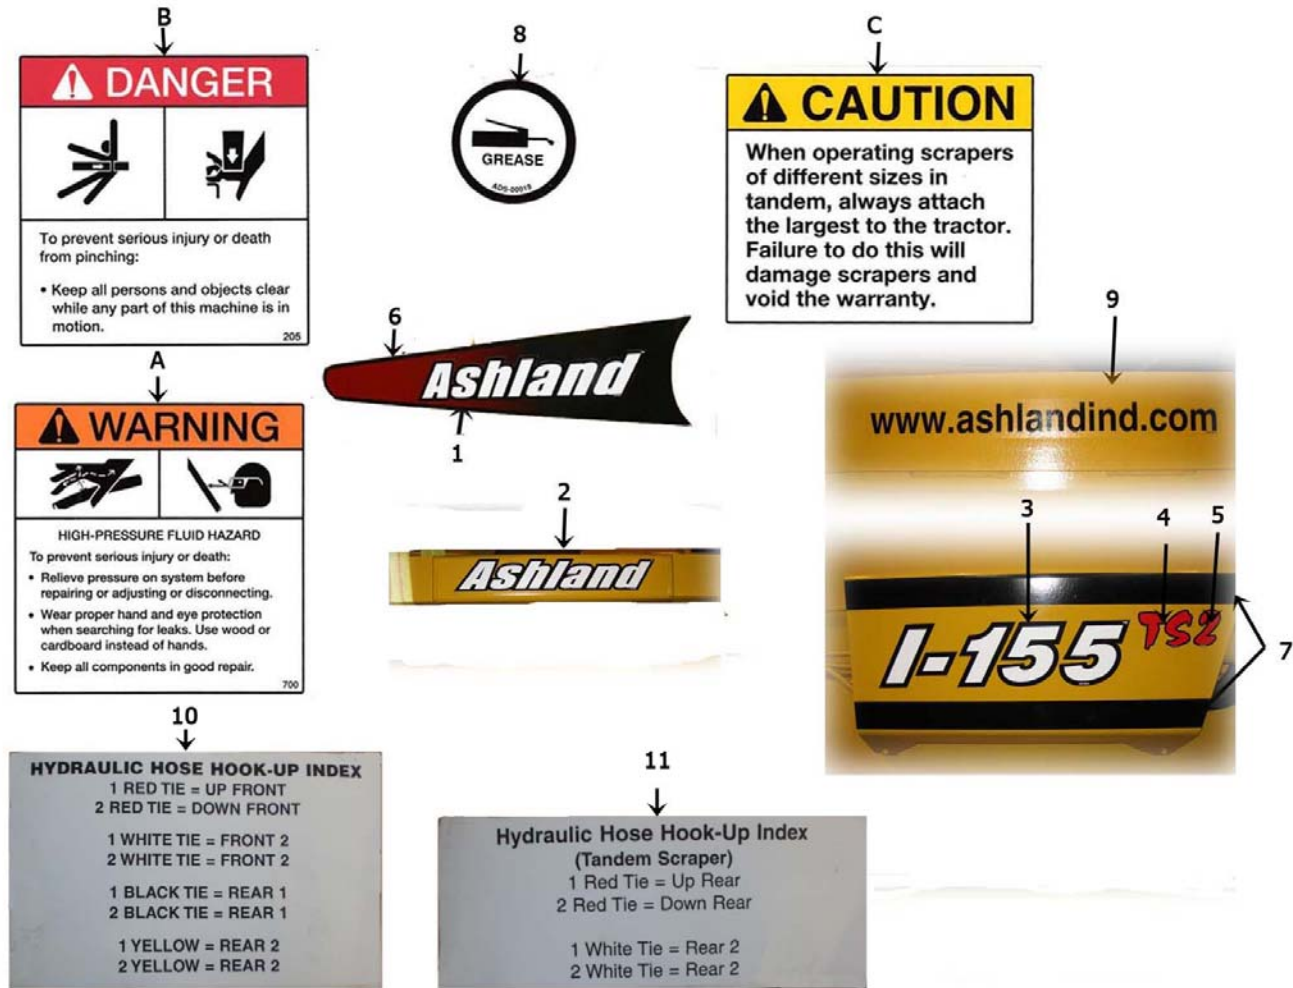 B
DANGER
To prevent serious injury or death
from pinching:
• Keep all persons and objects clear
while any part of this machine is in
motion.
205
8
GREASE
ADS-00019
C
CAUTION
When operating scrapers
of different sizes in
tandem, always attach
the largest to the tractor.
Failure to do this will
damage scrapers and
void the warranty.
6
Ashland
1
9
www.ashlandind.com
A
WARNING
HIGH-PRESSURE FLUID HAZARD
To prevent serious injury or death:
• Relieve pressure on system before
repairing or adjusting or disconnecting.
• Wear proper hand and eye protection
when searching for leaks. Use wood or
cardboard instead of hands.
• Keep all components in good repair.
700
2
Ashland
3
4
5
I-155 TS2
7
10
HYDRAULIC HOSE HOOK-UP INDEX
1 RED TIE = UP FRONT
2 RED TIE = DOWN FRONT
1 WHITE TIE = FRONT 2
2 WHITE TIE = FRONT 2
1 BLACK TIE = REAR 1
2 BLACK TIE = REAR 1
1 YELLOW = REAR 2
2 YELLOW = REAR 2
11
Hydraulic Hose Hook-Up Index
(Tandem Scraper)
1 Red Tie = Up Rear
2 Red Tie = Down Rear
1 White Tie = Rear 2
2 White Tie = Rear 2